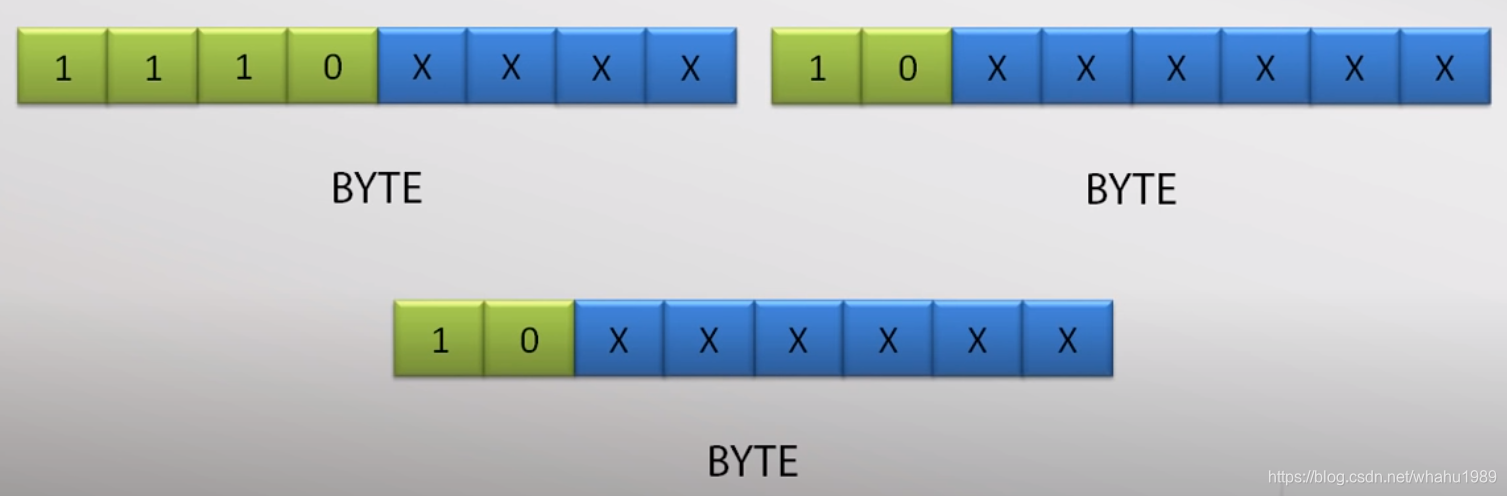 1 1 1 0 X X X X 1 0 X X X X X X
BYTE BYTE
1 0 X X X X X X
BYTE
https://blog.csdn.net/whahu1989